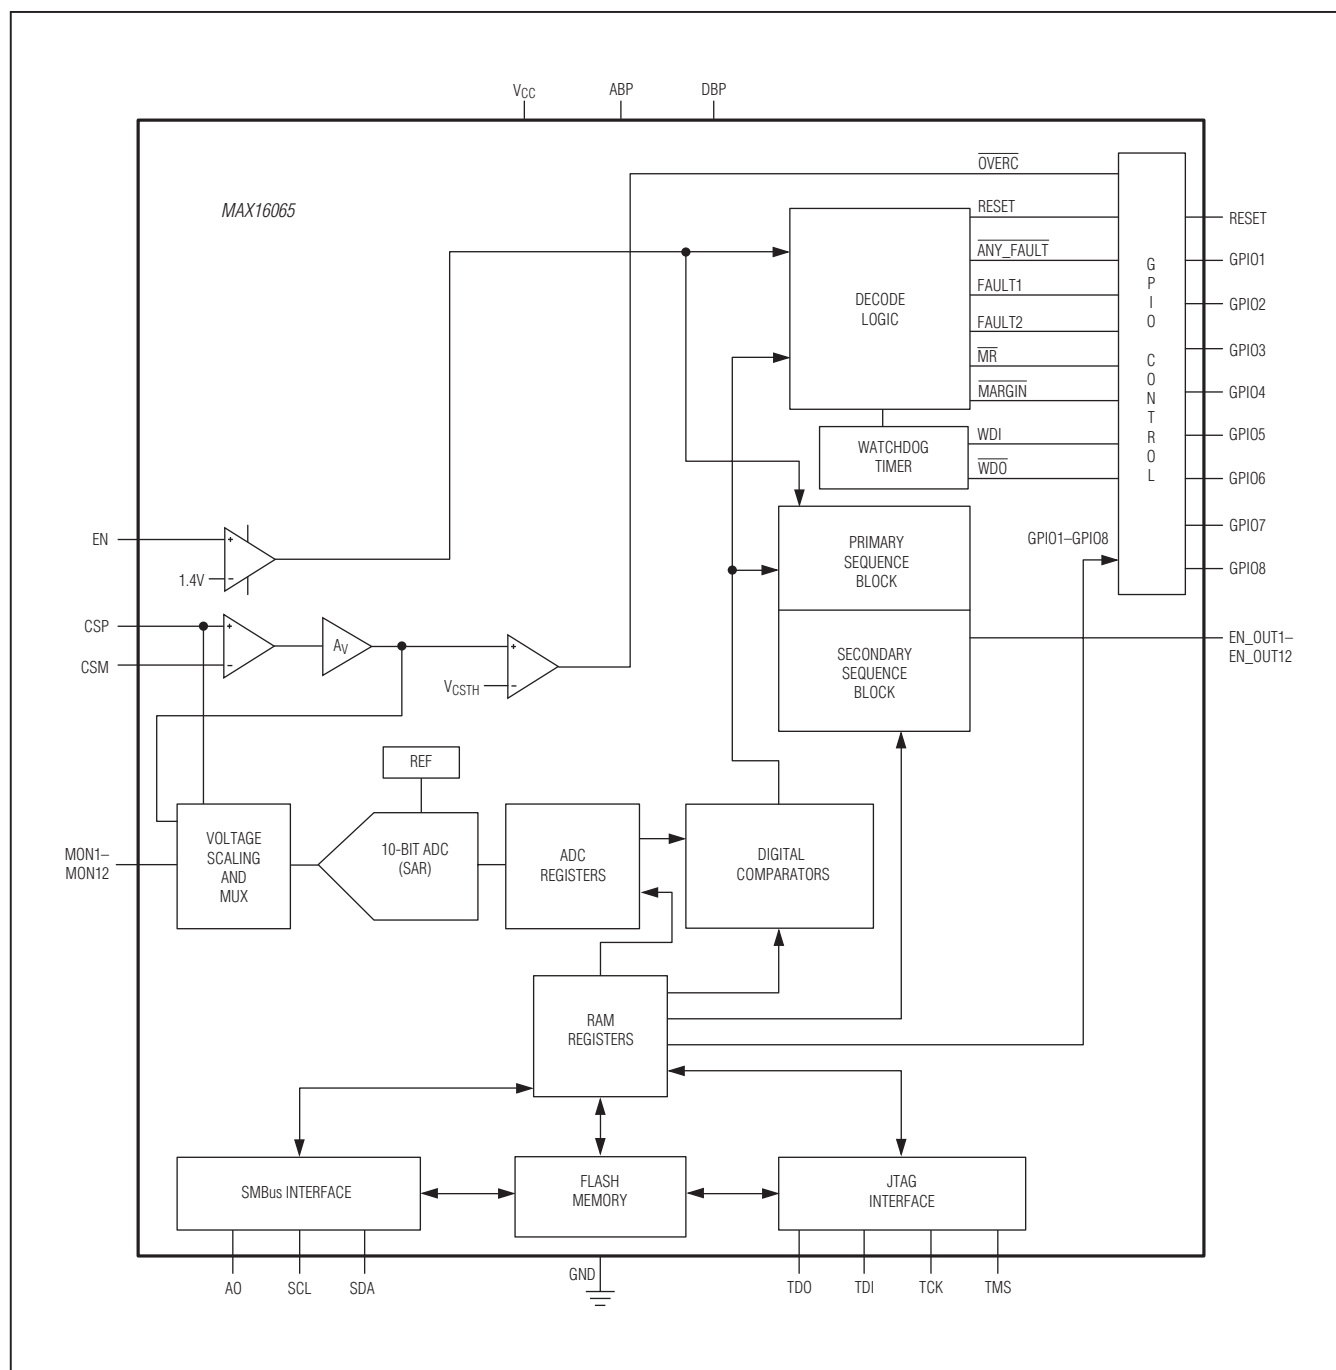 VCC
ABP
DBP
MAX16065
OVERC
RESET
ANY_FAULT
FAULT1
FAULT2
MR
MARGIN
DECODE
LOGIC
WATCHDOG
TIMER
WDI
WDO
GPIO CONTROL
RESET
GPIO1
GPIO2
GPIO3
GPIO4
GPIO5
GPIO6
GPIO7
GPIO8
GPIO1–GPIO8
EN
+
−
1.4V
PRIMARY
SEQUENCE
BLOCK
SECONDARY
SEQUENCE
BLOCK
EN_OUT1–
EN_OUT12
CSP
CSM
+
−
AV
+
−
VCSTH
REF
MON1–
MON12
VOLTAGE
SCALING
AND
MUX
10-BIT ADC
(SAR)
ADC
REGISTERS
DIGITAL
COMPARATORS
RAM
REGISTERS
SMBus INTERFACE
FLASH
MEMORY
JTAG
INTERFACE
AO
SCL
SDA
GND
TDO
TDI
TCK
TMS